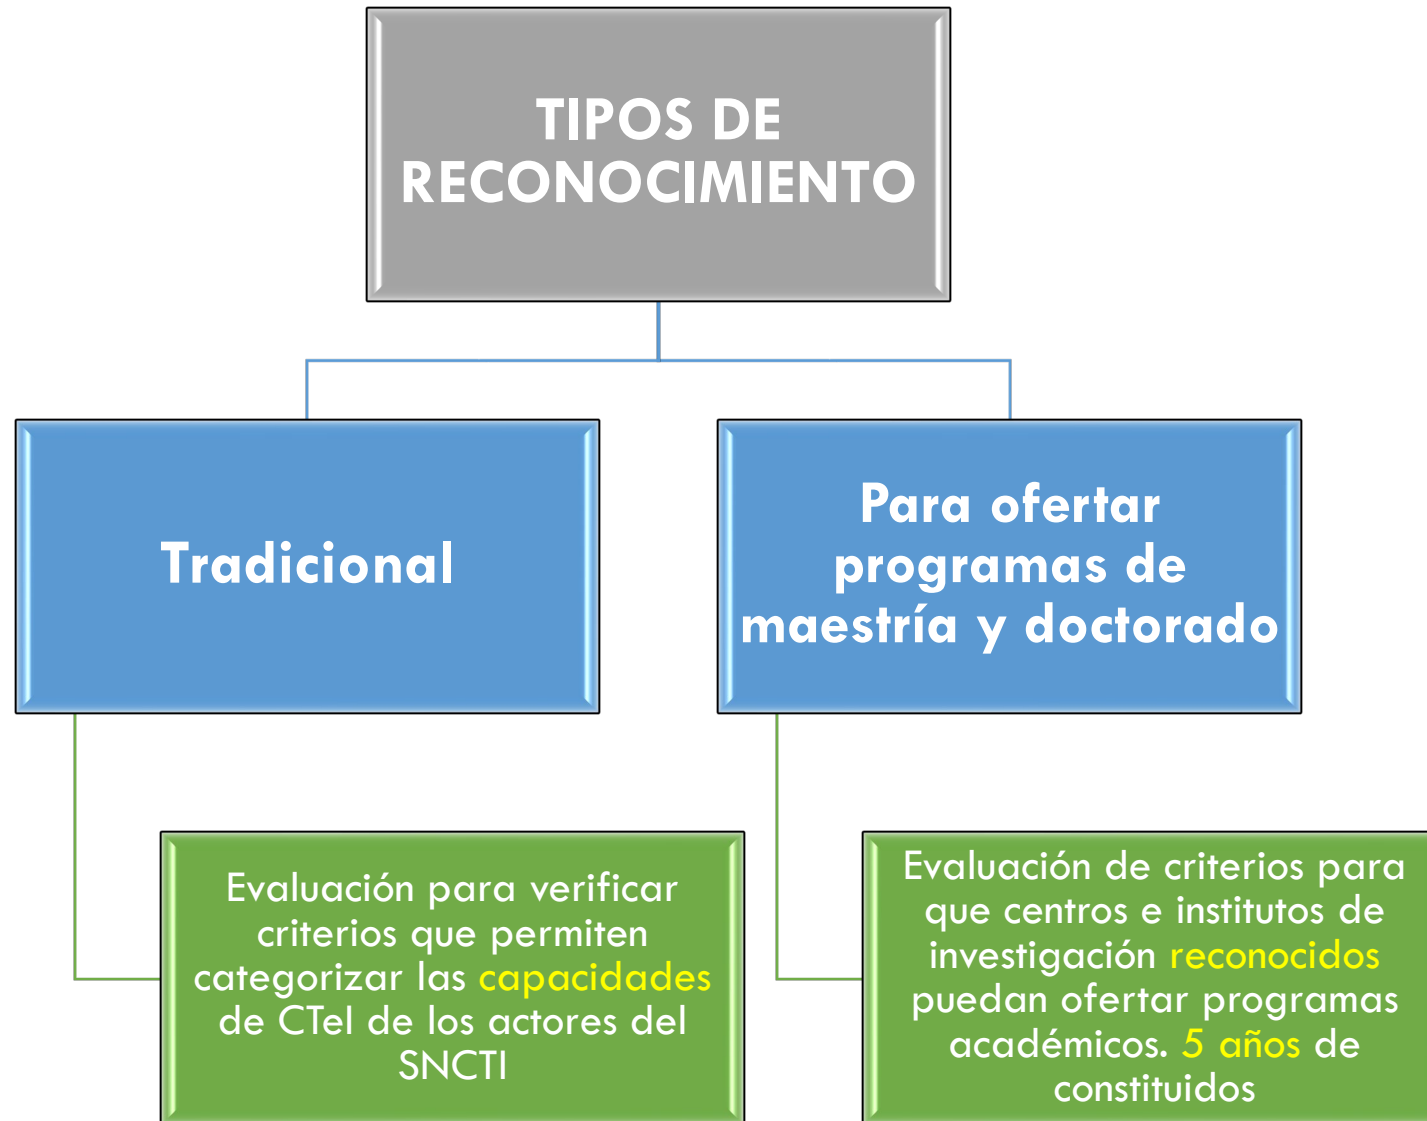 TIPOS DE
RECONOCIMIENTO
Tradicional
Para ofertar
programas de
maestría y doctorado
Evaluación para verificar
criterios que permiten
categorizar las capacidades
de CTeI de los actores del
SNCTI
Evaluación de criterios para
que centros e institutos de
investigación reconocidos
puedan ofertar programas
académicos. 5 años de
constituidos